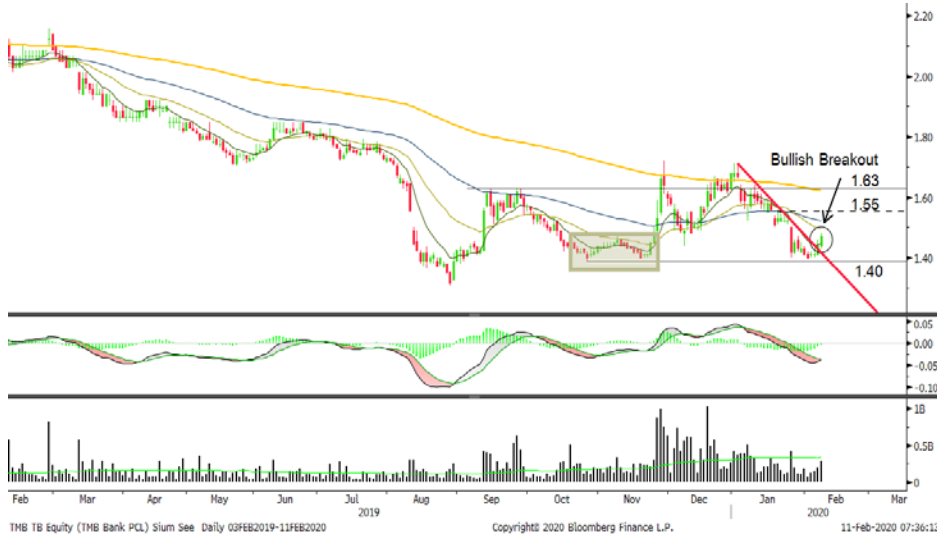 2.20
2.00
1.80
Bullish Breakout
1.63
1.60
1.55
1.40
1.40
0.05
0.00
-0.05
-0.10
1B
0.5B
0
Feb Mar Apr May Jun Jul Aug Sep Oct Nov Dec Jan Feb Mar
2019 2020
TMB TB Equity (TMB Bank PCL) Sium See Daily 03FEB2019-11FEB2020 Copyright© 2020 Bloomberg Finance L.P. 11-Feb-2020 07:36:13